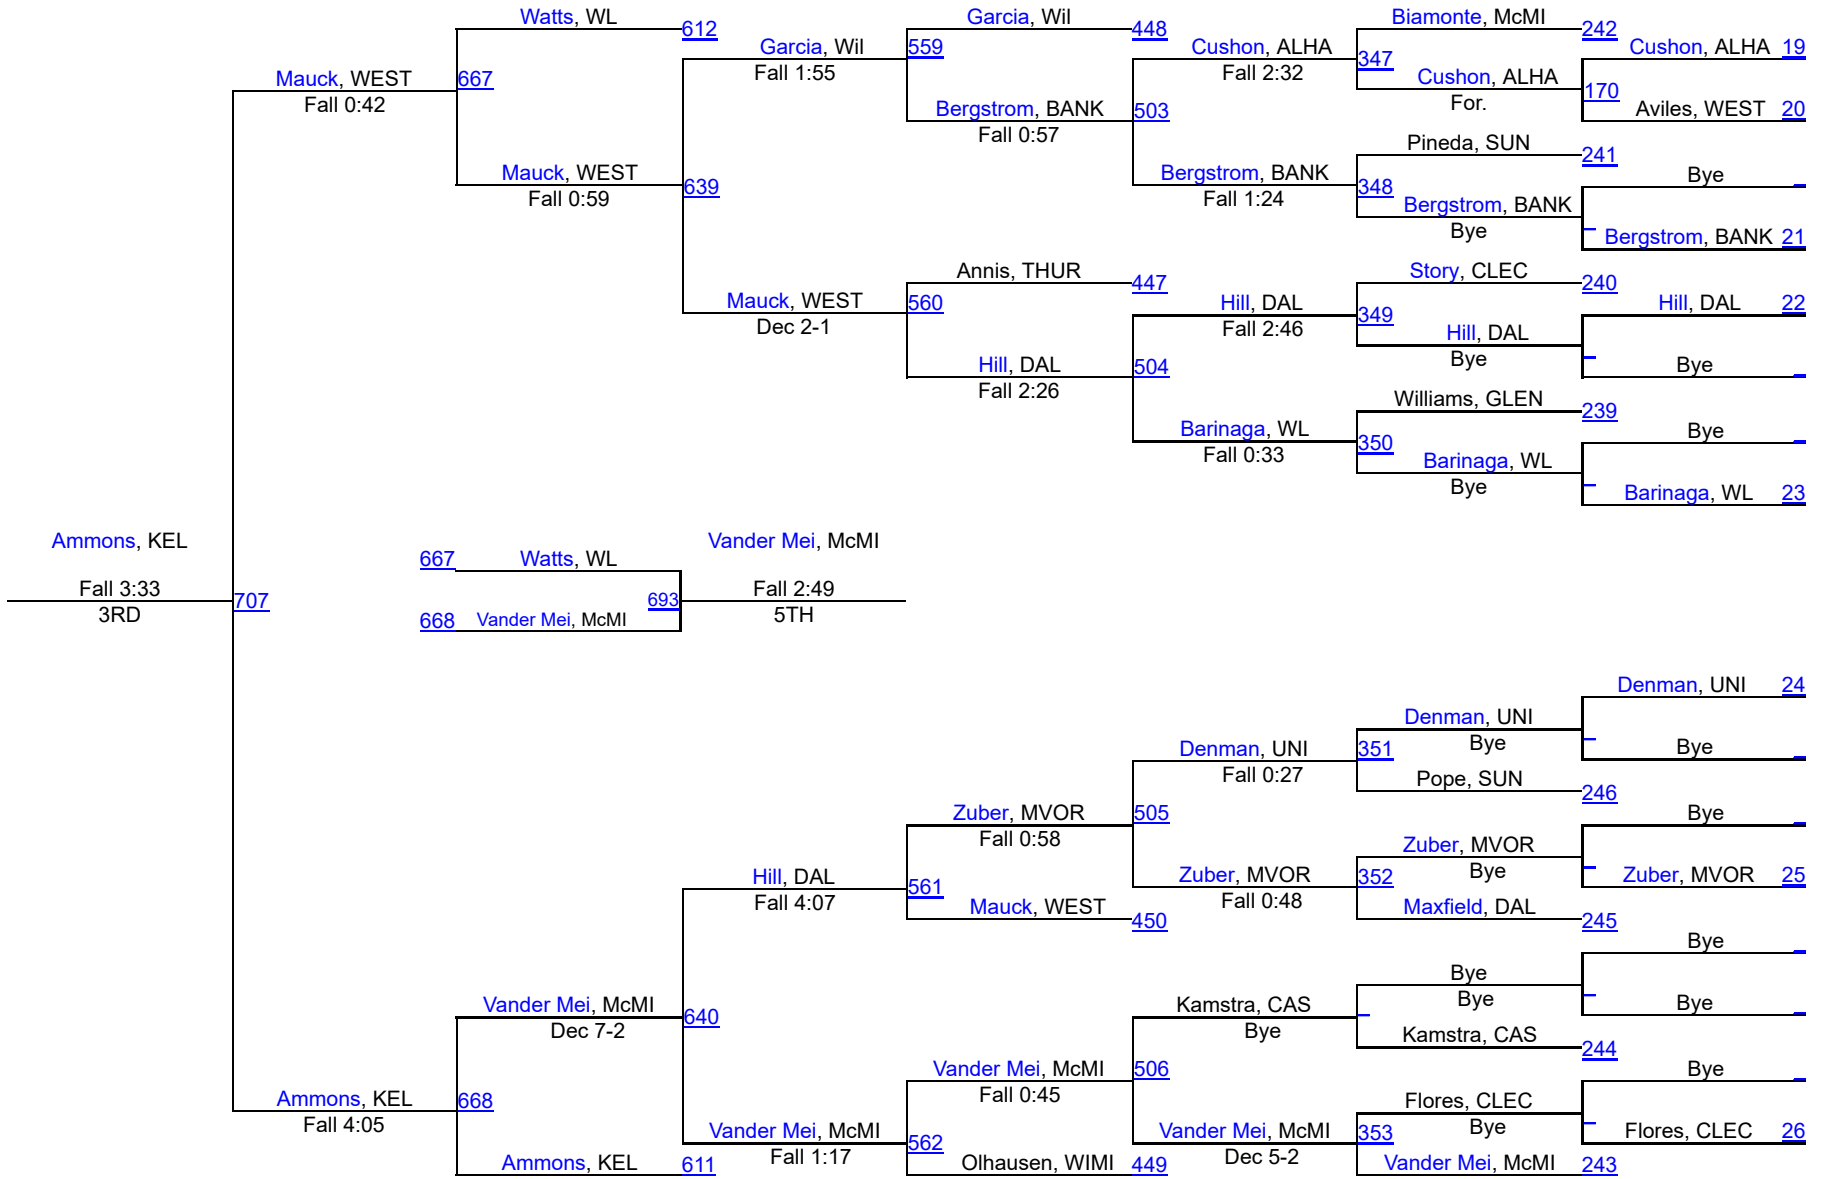 Watts, WL
612
Garcia, Wil
448
Biamonte, McMI
242
Cushon, ALHA 19
Garcia, Wil
559
Fall 1:55
Cushon, ALHA
Fall 2:32
347
Cushon, ALHA
For.
170
Aviles, WEST 20
Mauck, WEST
Fall 0:42
667
Bergstrom, BANK
Fall 0:57
503
Pineda, SUN
241
Bye
Mauck, WEST
Fall 0:59
639
Bergstrom, BANK
Fall 1:24
348
Bergstrom, BANK
Bye
Bergstrom, BANK 21
Annis, THUR
447
Story, CLEC
240
Hill, DAL 22
Mauck, WEST
Dec 2-1
560
Hill, DAL
Fall 2:46
349
Hill, DAL
Bye
Bye
Hill, DAL
Fall 2:26
504
Williams, GLEN
239
Bye
Barinaga, WL
Fall 0:33
350
Barinaga, WL
Bye
Barinaga, WL 23
Ammons, KEL
Fall 3:33
3RD
707
667
Watts, WL
668
Vander Mei, McMI
693
Vander Mei, McMI
Fall 2:49
5TH
Denman, UNI 24
Denman, UNI
Bye
Bye
Denman, UNI
Fall 0:27
351
Pope, SUN
246
Bye
Zuber, MVOR
Fall 0:58
505
Zuber, MVOR
Bye
Zuber, MVOR 25
Hill, DAL
Fall 4:07
561
Zuber, MVOR
Fall 0:48
352
Mauck, WEST
450
Maxfield, DAL
245
Bye
Bye
Bye
Bye
Vander Mei, McMI
Dec 7-2
640
Kamstra, CAS
Bye
Kamstra, CAS
244
Vander Mei, McMI
Fall 0:45
506
Bye
Ammons, KEL
Fall 4:05
668
Flores, CLEC
Bye
Flores, CLEC 26
Vander Mei, McMI
Fall 1:17
562
Vander Mei, McMI
Dec 5-2
353
Ammons, KEL
611
Olhausen, WIMI
449
Vander Mei, McMI
243